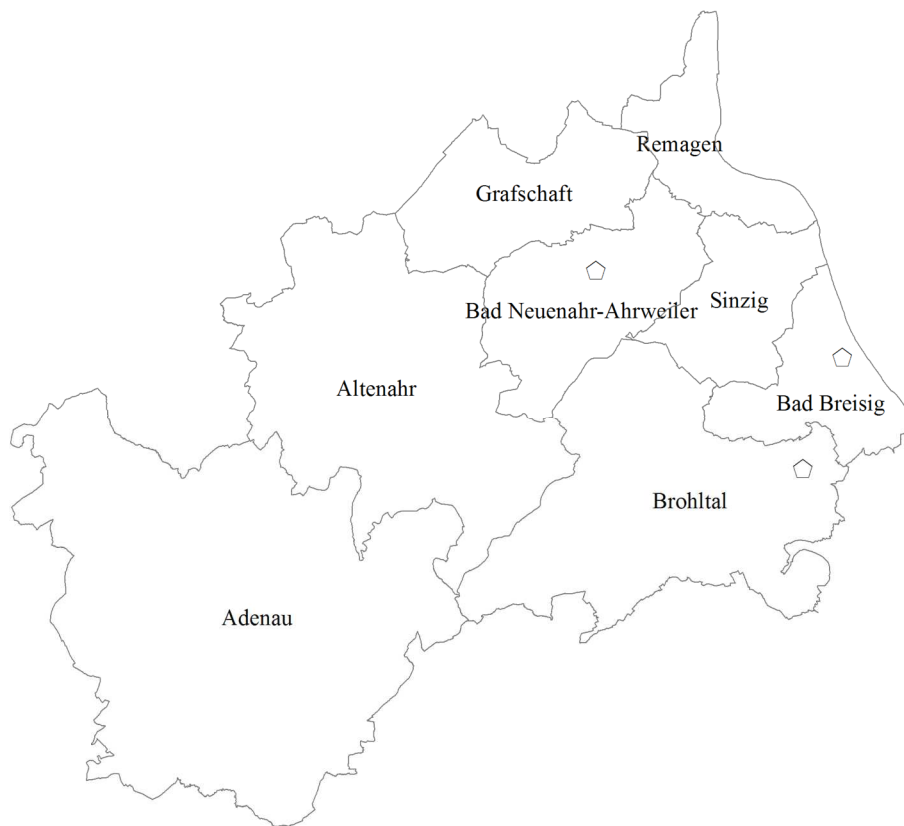 Remagen
Grafschaft
Sinzig
Bad Neuenahr-Ahrweiler
Altenahr
Bad Breisig
Brohltal
Adenau